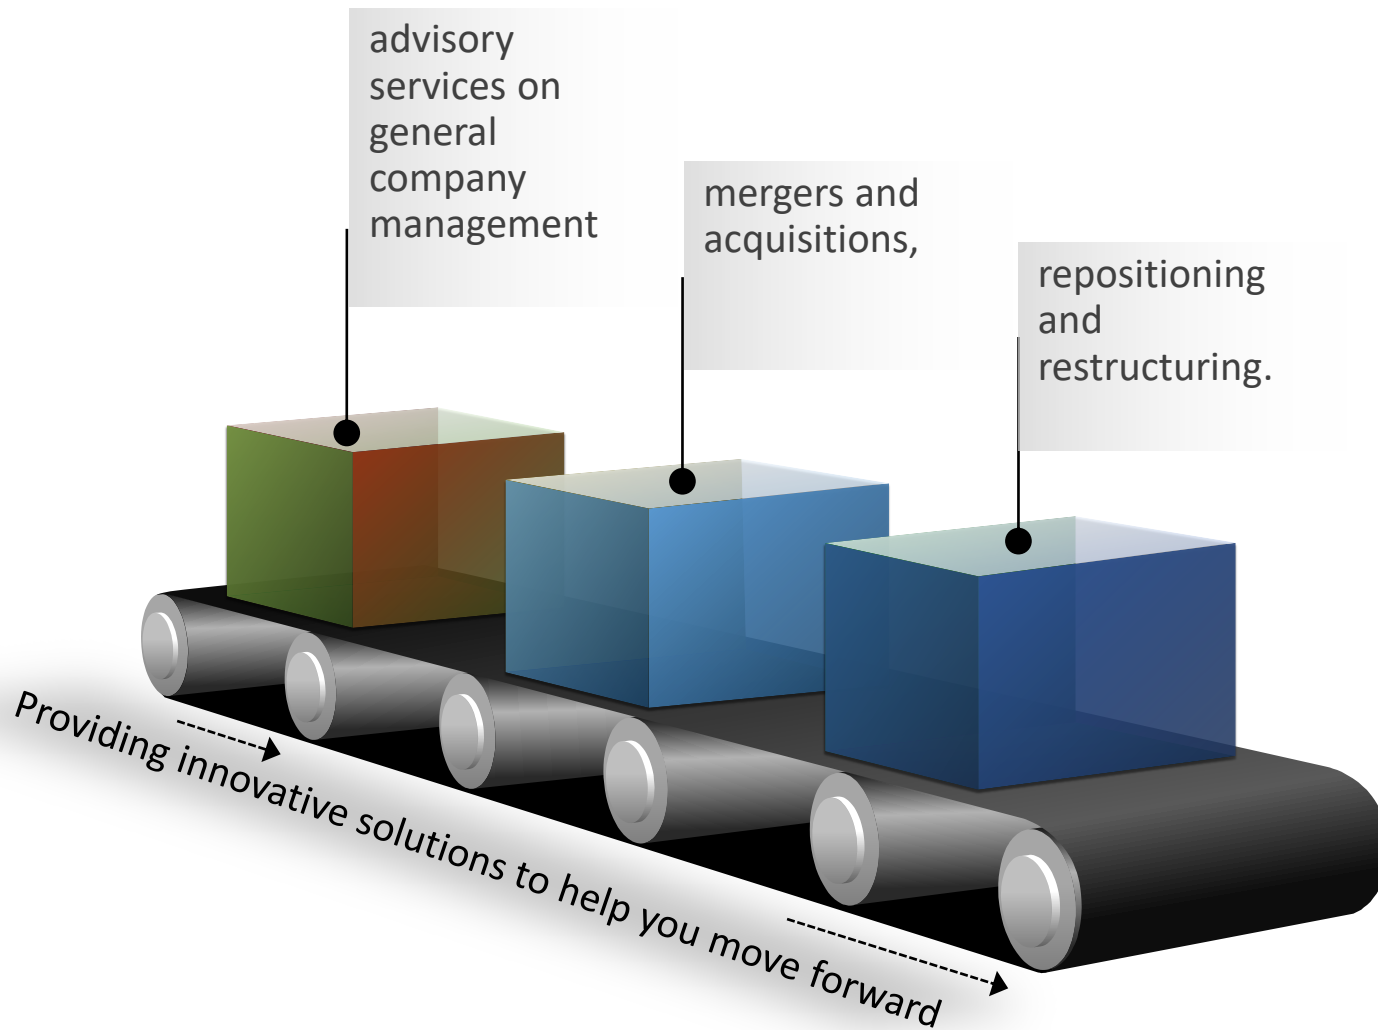 advisory
services on
general
company
management
mergers and
acquisitions,
repositioning
and
restructuring.
Providing innovative solutions to help you move forward